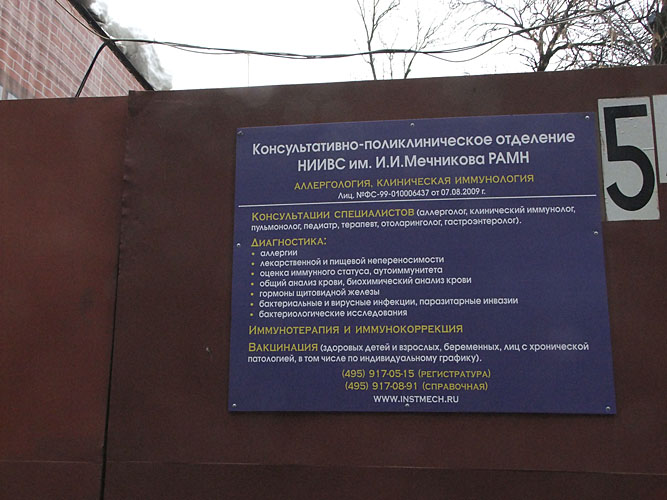 Консультативно-поликлиническое отделение
НИИВС им. И.И.Мечникова РАМН
АЛЛЕРГОЛОГИЯ, КЛИНИЧЕСКАЯ ИММУНОЛОГИЯ
Лиц. №ФС-99-010006437 от 07.08.2009 г.
КОНСУЛЬТАЦИИ СПЕЦИАЛИСТОВ (аллерголог, клинический иммунолог,
пульмонолог, педиатр, терапевт, отоларинголог, гастроэнтеролог).
ДИАГНОСТИКА:
• аллергии
• лекарственной и пищевой непереносимости
• оценка иммунного статуса, аутоиммунитета
• общий анализ крови, биохимический анализ крови
• гормоны щитовидной железы
• бактериальные и вирусные инфекции, паразитарные инвазии
• бактериологические исследования
ИММУНОТЕРАПИЯ И ИММУНОКОРРЕКЦИЯ
ВАКЦИНАЦИЯ (здоровых детей и взрослых, беременных, лиц с хронической
патологией, в том числе по индивидуальному графику).
(495) 917-05-15 (РЕГИСТРАТУРА)
(495) 917-08-91 (СПРАВОЧНАЯ)
WWW.INSTMECH.RU
5